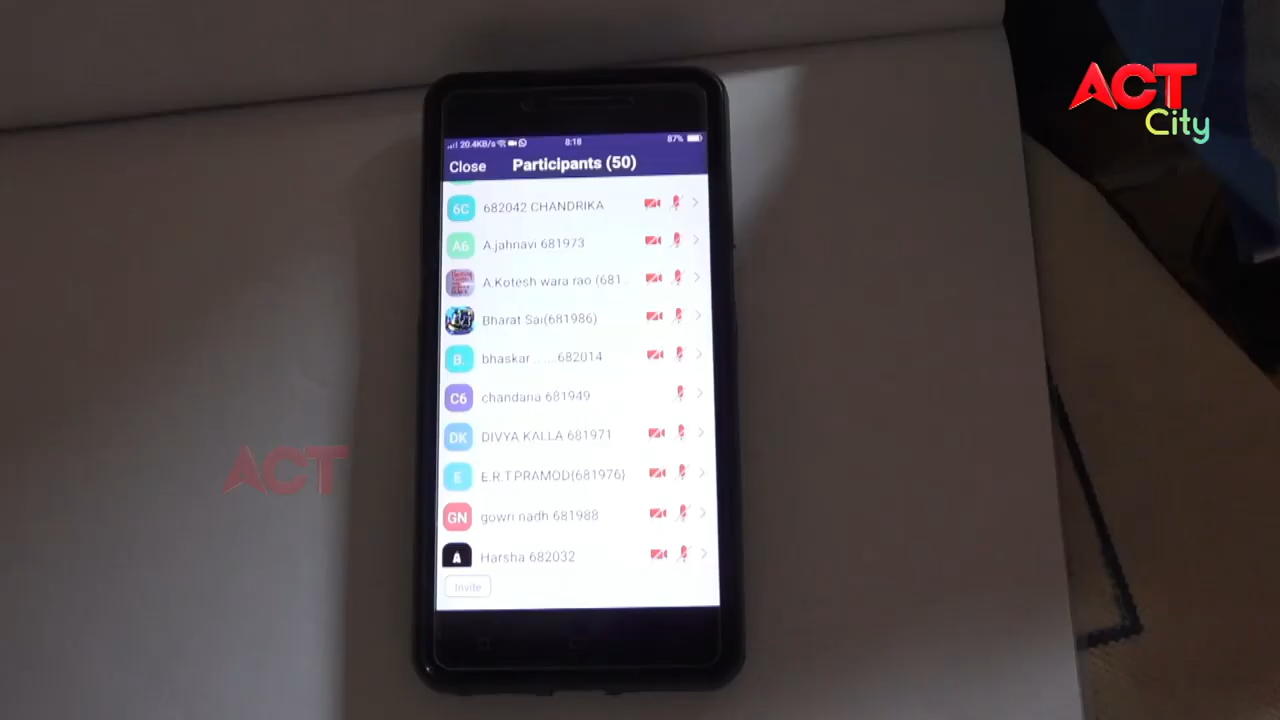 ACT
City
20.4KB/s 8:18 87%
Close Participants (50)
6C 682042 CHANDRIKA
A6 A.jahnavi 681973
A.Kotesh wara rao (681...
Bharat Sai(681986)
B. bhaskar ......682014
C6 chandana 681949
DK DIVYA KALLA 681971
E E.R.T.PRAMOD(681976)
GN gowri nadh 681988
A Harsha 682032
Invite
ACT